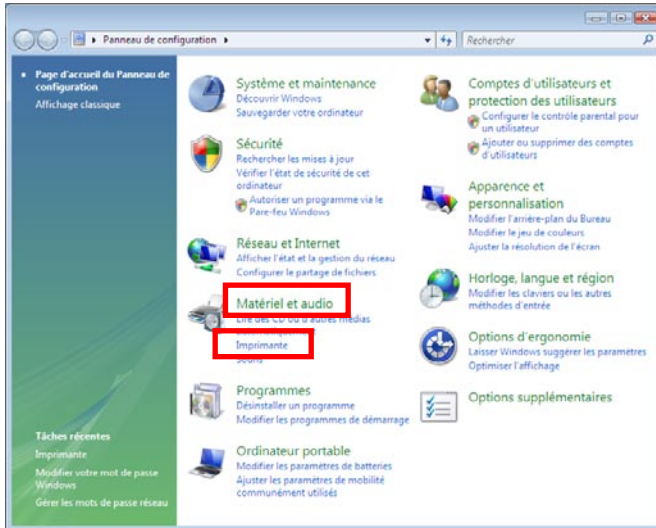 Panneau de configuration
Rechercher
Page d'accueil du Panneau de
configuration
Affichage classique
Système et maintenance
Découvrir Windows
Sauvegarder votre ordinateur
Sécurité
Rechercher les mises à jour
Vérifier l'état de sécurité de cet
ordinateur
Autoriser un programme via le
Pare-feu Windows
Réseau et Internet
Afficher l'état et la gestion du réseau
Configurer le partage de fichiers
Matériel et audio
Lire des CD ou d'autres médias
Imprimante
Souris
Programmes
Désinstaller un programme
Modifier les programmes de démarrage
Ordinateur portable
Modifier les paramètres de batteries
Ajuster les paramètres de mobilité
communément utilisés
Comptes d'utilisateurs et
protection des utilisateurs
Configurer le contrôle parental pour
un utilisateur
Ajouter ou supprimer des comptes
d'utilisateurs
Apparence et
personnalisation
Modifier l'arrière-plan du Bureau
Modifier le jeu de couleurs
Ajuster la résolution de l'écran
Horloge, langue et région
Modifier les claviers ou les autres
méthodes d'entrée
Options d'ergonomie
Laisser Windows suggérer les paramètres
Optimiser l'affichage
Options supplémentaires
Tâches récentes
Imprimante
Modifier votre mot de passe
Windows
Gérer les mots de passe réseau